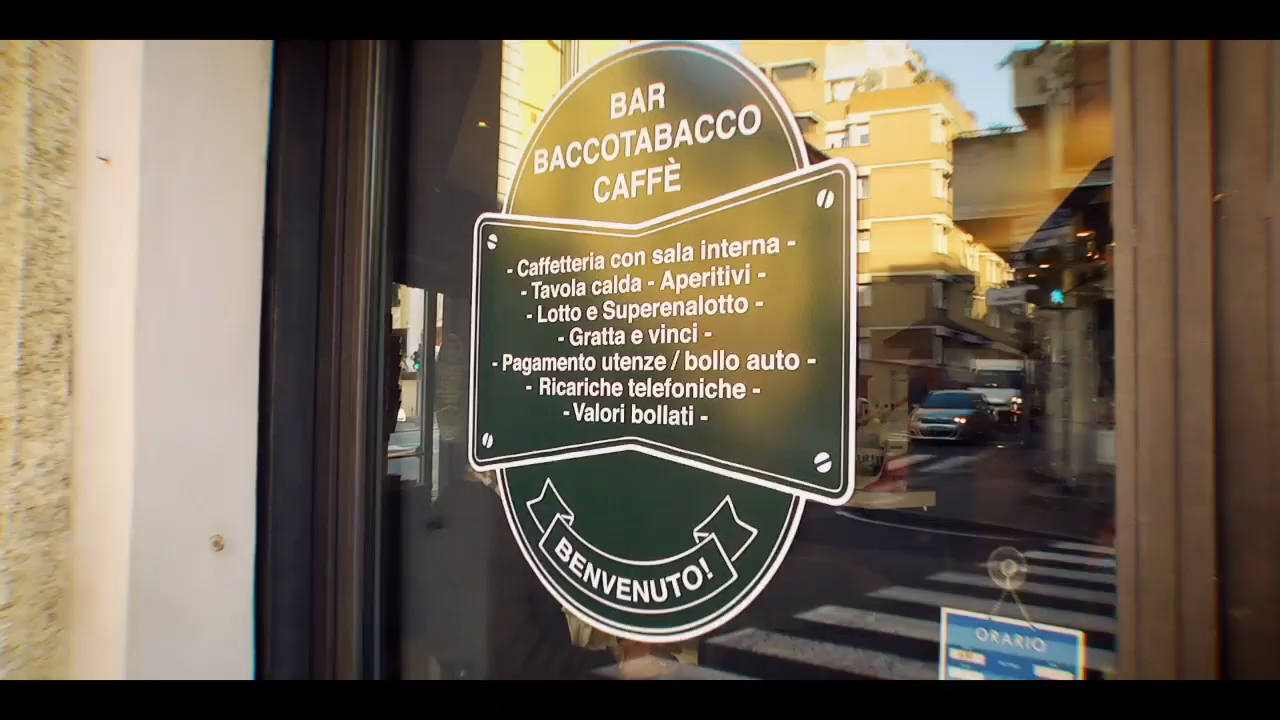 BAR
BACCOTABACCO
CAFFÈ
- Caffetteria con sala interna -
- Tavola calda - Aperitivi -
- Lotto e Superenalotto -
- Gratta e vinci -
- Pagamento utenze / bollo auto -
- Ricariche telefoniche -
- Valori bollati -
BENVENUTO!
ORARIO